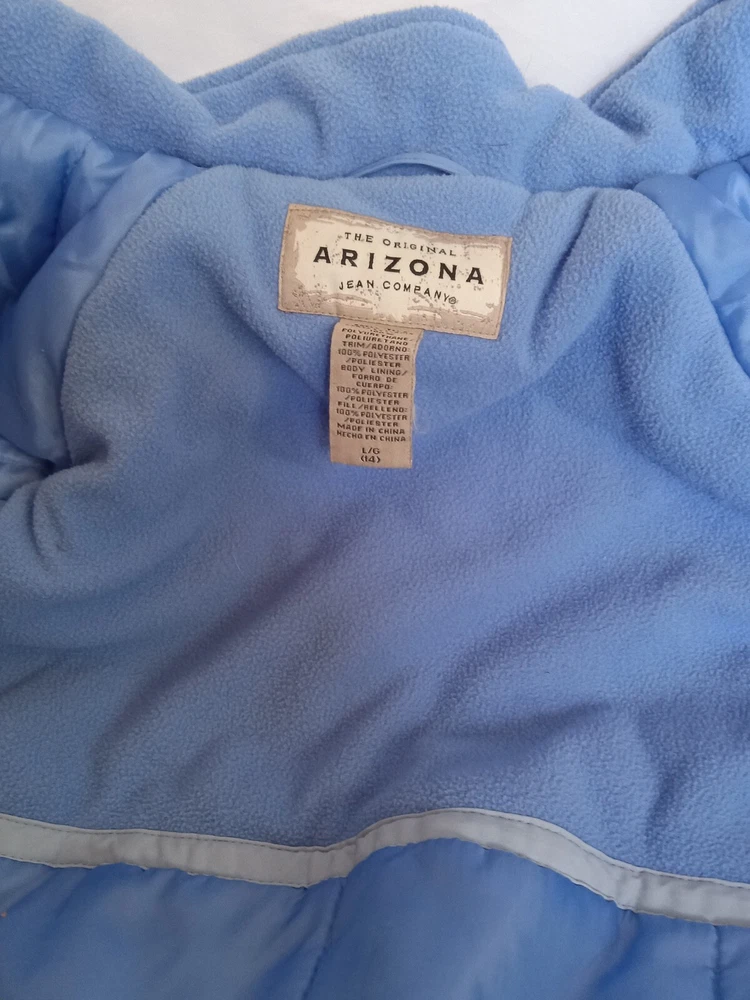 THE ORIGINAL
ARIZONA
JEAN COMPANY®
POLYURETHANE
POLIURETANO
TRIM/ADORNO:
100% POLYESTER
/POLIESTER
BODY LINING/
FORRO DE
CUERPO:
100% POLYESTER
/POLIESTER
FILL/RELLENO:
100% POLYESTER
/POLIESTER
MADE IN CHINA
HECHO EN CHINA
L/G
(14)